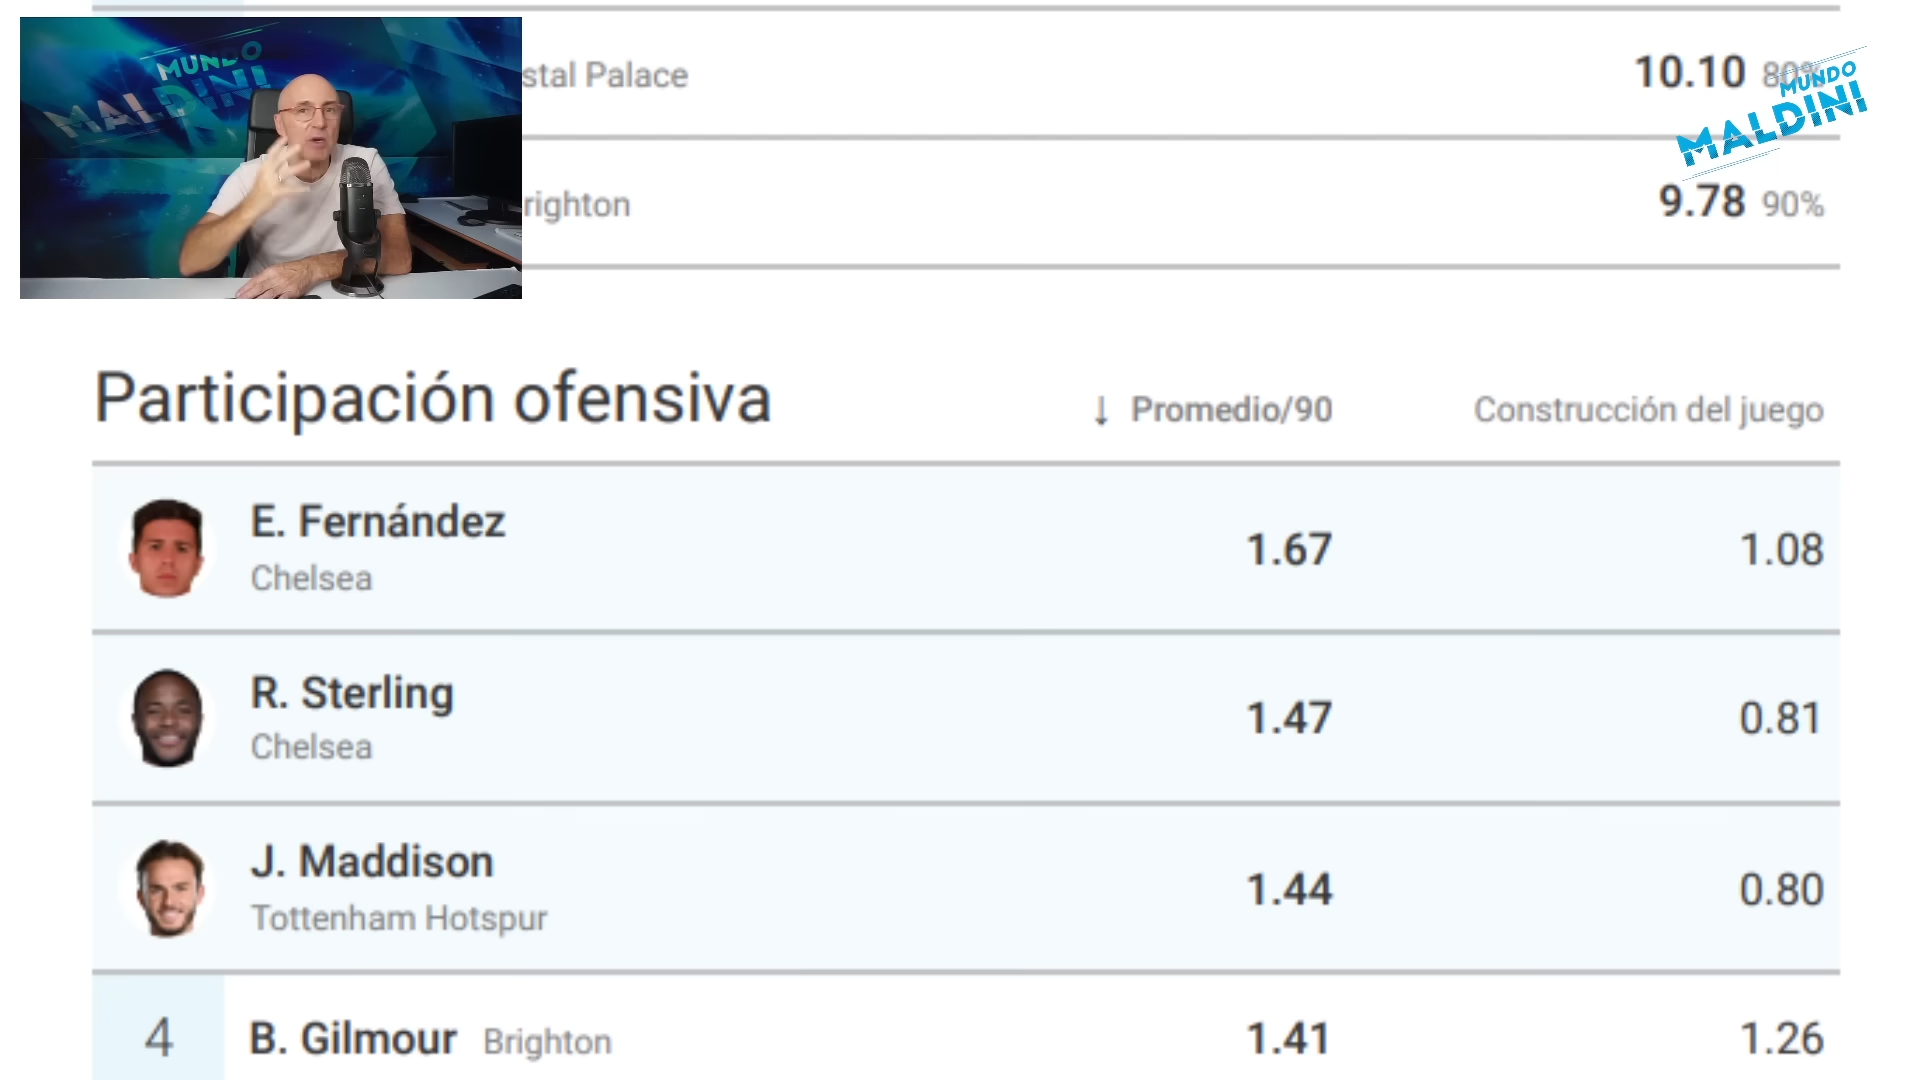 MUNDO
MALDINI
stal Palace 10.10 80%
MUNDO
MALDINI
righton 9.78 90%
Participación ofensiva ↓ Promedio/90 Construcción del juego
E. Fernández
Chelsea
1.67 1.08
R. Sterling
Chelsea
1.47 0.81
J. Maddison
Tottenham Hotspur
1.44 0.80
4 B. Gilmour Brighton 1.41 1.26